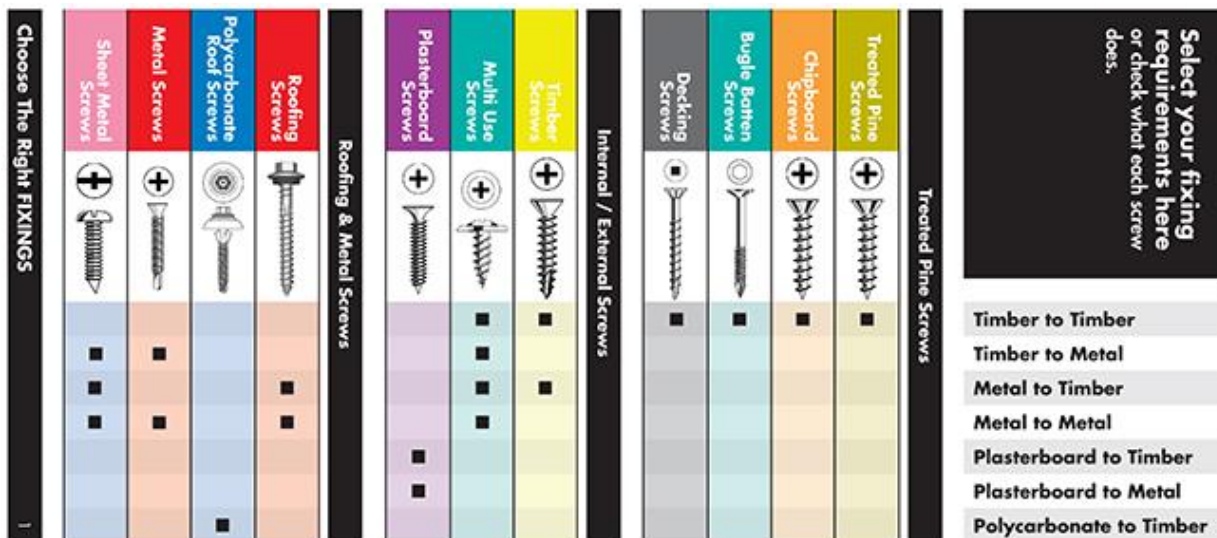 Select your fixing
requirements here
or check what each screw
does.
Timber to Timber
Timber to Metal
Metal to Timber
Metal to Metal
Plasterboard to Timber
Plasterboard to Metal
Polycarbonate to Timber
Treated Pine Screws
Treated Pine
Screws
Chipboard
Screws
Bugle Batten
Screws
Decking
Screws
Internal / External Screws
Timber
Screws
Multi Use
Screws
Plasterboard
Screws
Roofing & Metal Screws
Roofing
Screws
Polycarbonate
Roof Screws
Metal Screws
Sheet Metal
Screws
Choose The Right FIXINGS
1